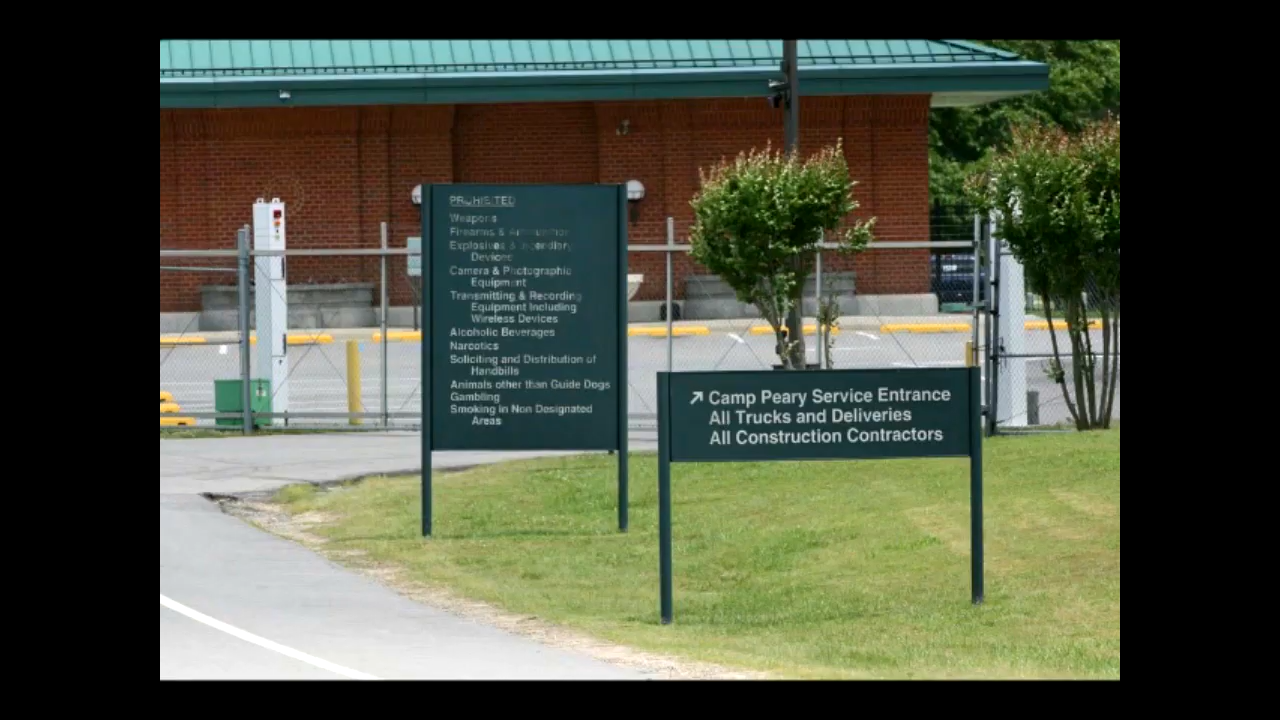 PROHIBITED
Weapons
Firearms & Ammunition
Explosives & Incendiary
Devices
Camera & Photographic
Equipment
Transmitting & Recording
Equipment Including
Wireless Devices
Alcoholic Beverages
Narcotics
Soliciting and Distribution of
Handbills
Animals other than Guide Dogs
Gambling
Smoking in Non Designated
Areas
↗ Camp Peary Service Entrance
All Trucks and Deliveries
All Construction Contractors